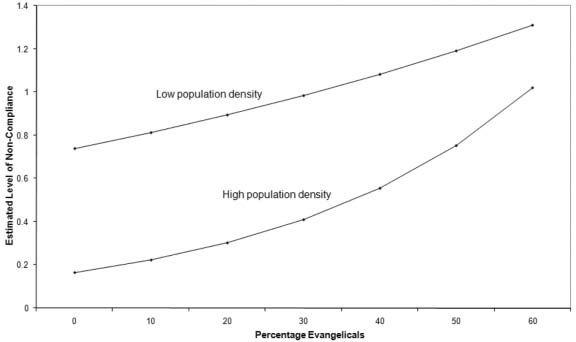 1.4
1.2
1
0.8
0.6
0.4
0.2
0
Estimated Level of Non-Compliance
Low population density
High population density
0 10 20 30 40 50 60
Percentage Evangelicals